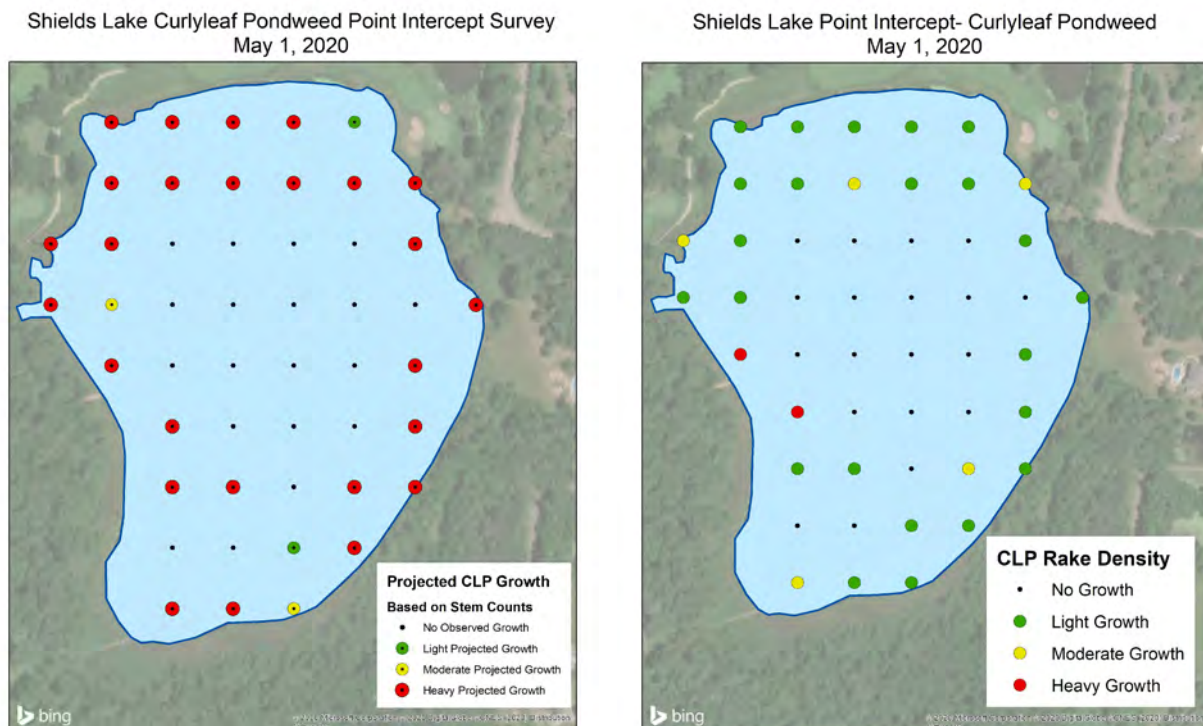 Shields Lake Curlyleaf Pondweed Point Intercept Survey
May 1, 2020
Projected CLP Growth
Based on Stem Counts
No Observed Growth
Light Projected Growth
Moderate Projected Growth
Heavy Projected Growth
bing
Shields Lake Point Intercept- Curlyleaf Pondweed
May 1, 2020
CLP Rake Density
No Growth
Light Growth
Moderate Growth
Heavy Growth
bing